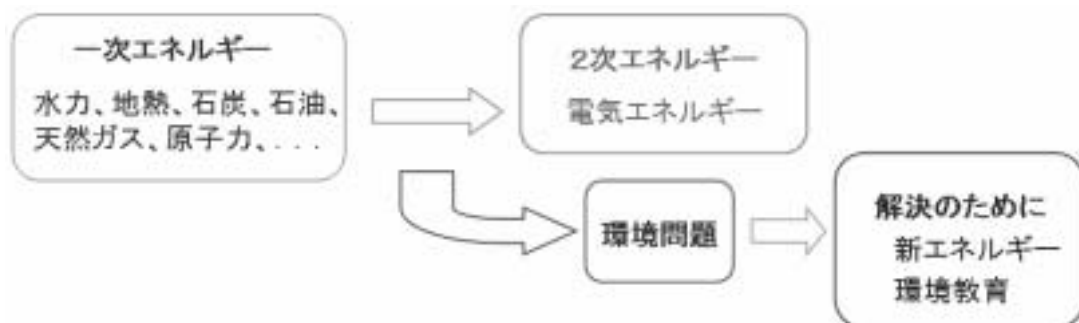 一次エネルギー
水力、地熱、石炭、石油、
天然ガス、原子力、...
2次エネルギー
電気エネルギー
環境問題
解決のために
新エネルギー
環境教育